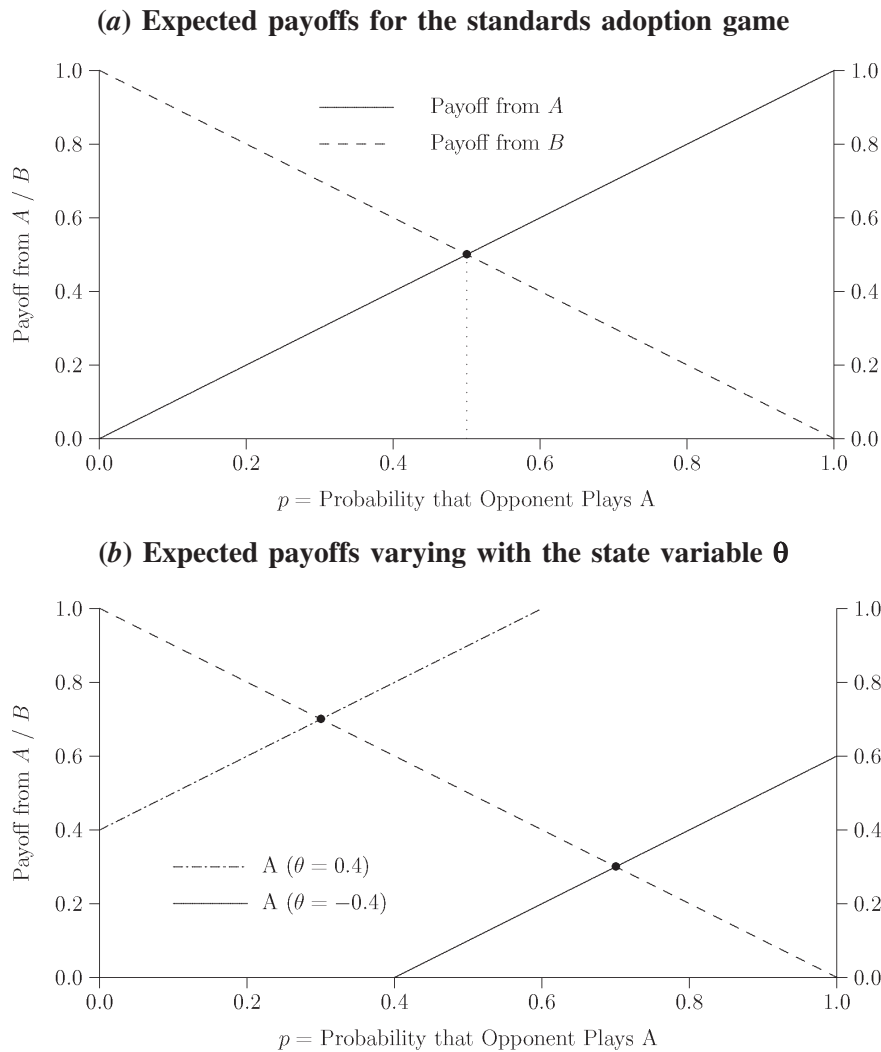 (a) Expected payoffs for the standards adoption game
1.0
0.8
0.6
0.4
0.2
0.0
Payoff from A / B
Payoff from A
Payoff from B
1.0
0.8
0.6
0.4
0.2
0.0
0.0 0.2 0.4 0.6 0.8 1.0
p = Probability that Opponent Plays A
(b) Expected payoffs varying with the state variable θ
1.0
0.8
0.6
0.4
0.2
0.0
Payoff from A / B
A (θ = 0.4)
A (θ = −0.4)
1.0
0.8
0.6
0.4
0.2
0.0
0.0 0.2 0.4 0.6 0.8 1.0
p = Probability that Opponent Plays A